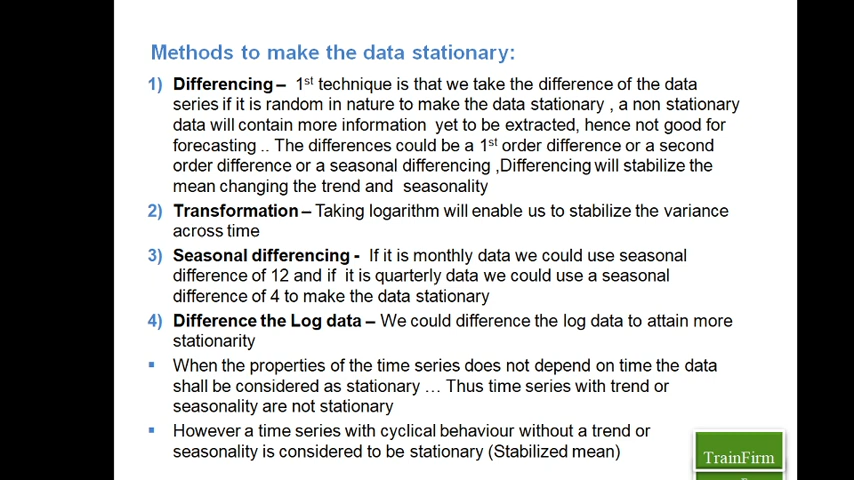 Methods to make the data stationary:
1) Differencing – 1st technique is that we take the difference of the data
series if it is random in nature to make the data stationary , a non stationary
data will contain more information yet to be extracted, hence not good for
forecasting .. The differences could be a 1st order difference or a second
order difference or a seasonal differencing ,Differencing will stabilize the
mean changing the trend and seasonality
2) Transformation – Taking logarithm will enable us to stabilize the variance
across time
3) Seasonal differencing - If it is monthly data we could use seasonal
difference of 12 and if it is quarterly data we could use a seasonal
difference of 4 to make the data stationary
4) Difference the Log data – We could difference the log data to attain more
stationarity
▪ When the properties of the time series does not depend on time the data
shall be considered as stationary … Thus time series with trend or
seasonality are not stationary
▪ However a time series with cyclical behaviour without a trend or
seasonality is considered to be stationary (Stabilized mean)
TrainFirm